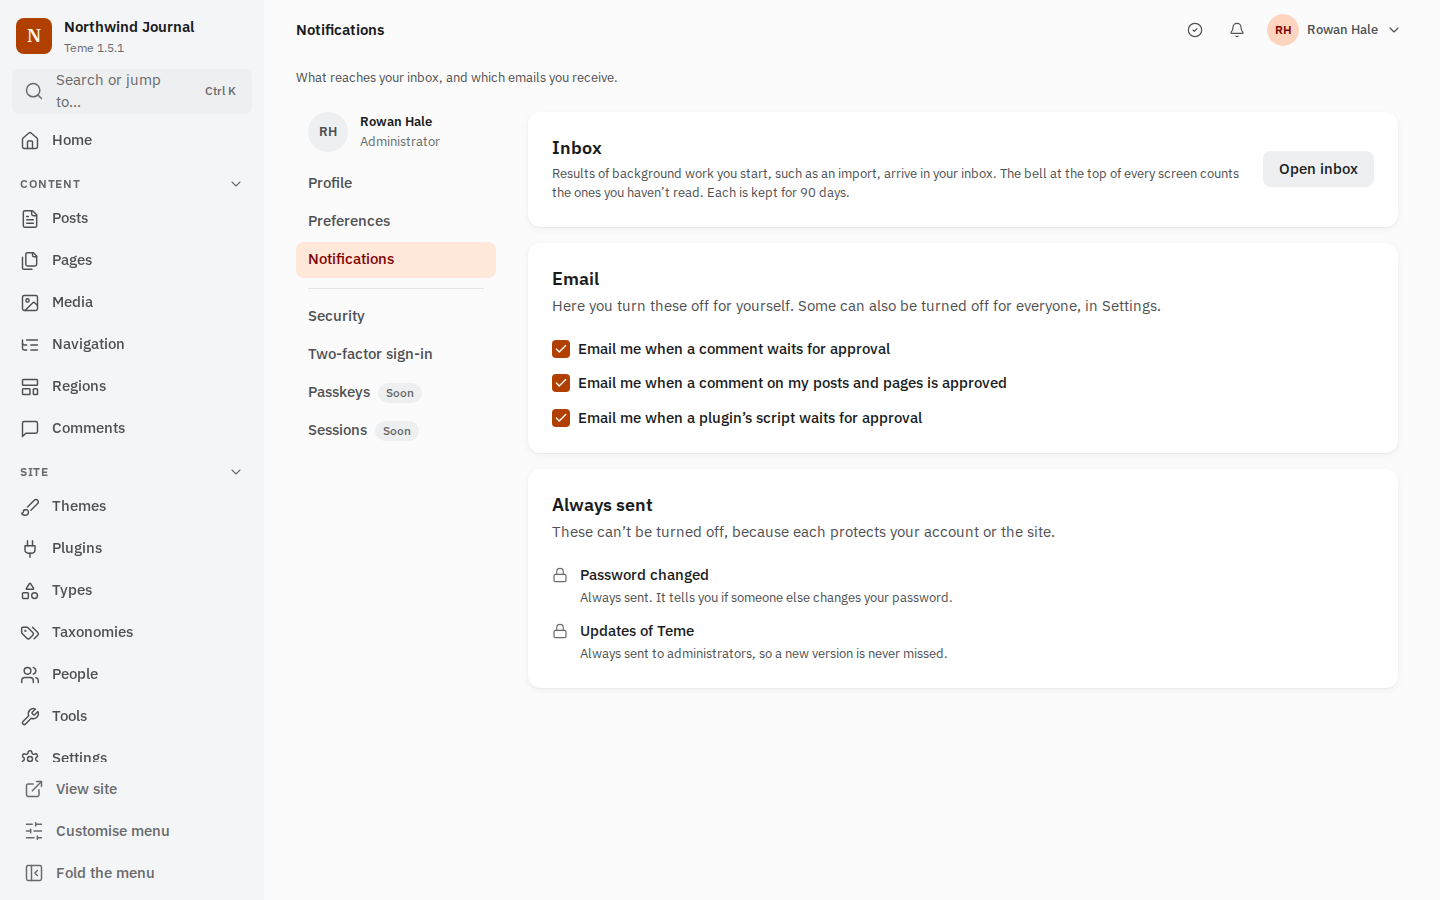 N
Northwind Journal
Teme 1.5.1
Search or jump
to...
Ctrl K
Home
CONTENT
Posts
Pages
Media
Navigation
Regions
Comments
SITE
Themes
Plugins
Types
Taxonomies
People
Tools
Settings
View site
Customise menu
Fold the menu
Notifications
RH
Rowan Hale
What reaches your inbox, and which emails you receive.
RH
Rowan Hale
Administrator
Profile
Preferences
Notifications
Security
Two-factor sign-in
Passkeys Soon
Sessions Soon
Inbox
Results of background work you start, such as an import, arrive in your inbox. The bell at the top of every screen counts
the ones you haven’t read. Each is kept for 90 days.
Open inbox
Email
Here you turn these off for yourself. Some can also be turned off for everyone, in Settings.
Email me when a comment waits for approval
Email me when a comment on my posts and pages is approved
Email me when a plugin’s script waits for approval
Always sent
These can’t be turned off, because each protects your account or the site.
Password changed
Always sent. It tells you if someone else changes your password.
Updates of Teme
Always sent to administrators, so a new version is never missed.